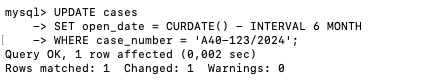 mysql> UPDATE cases
    -> SET open_date = CURDATE() - INTERVAL 6 MONTH
[    -> WHERE case_number = 'A40-123/2024';
Query OK, 1 row affected (0,002 sec)
Rows matched: 1  Changed: 1  Warnings: 0